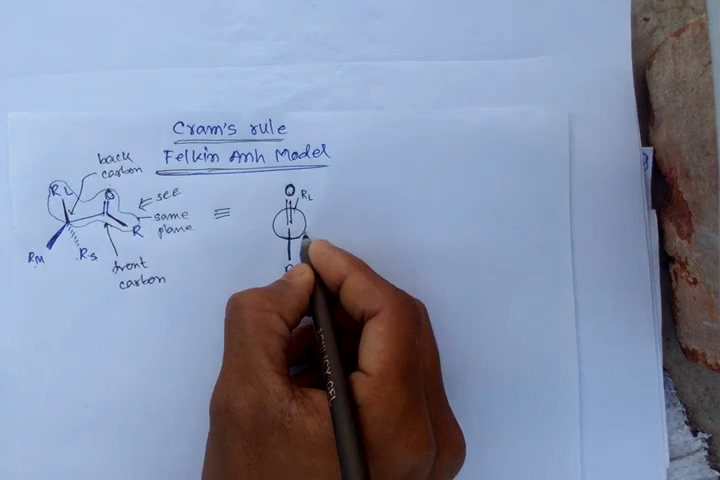 Cram's rule
Felkin Anh Model
back
carbon
RL
O
see
same
plane
R
RM
RS
front
carbon
≡
O
RL